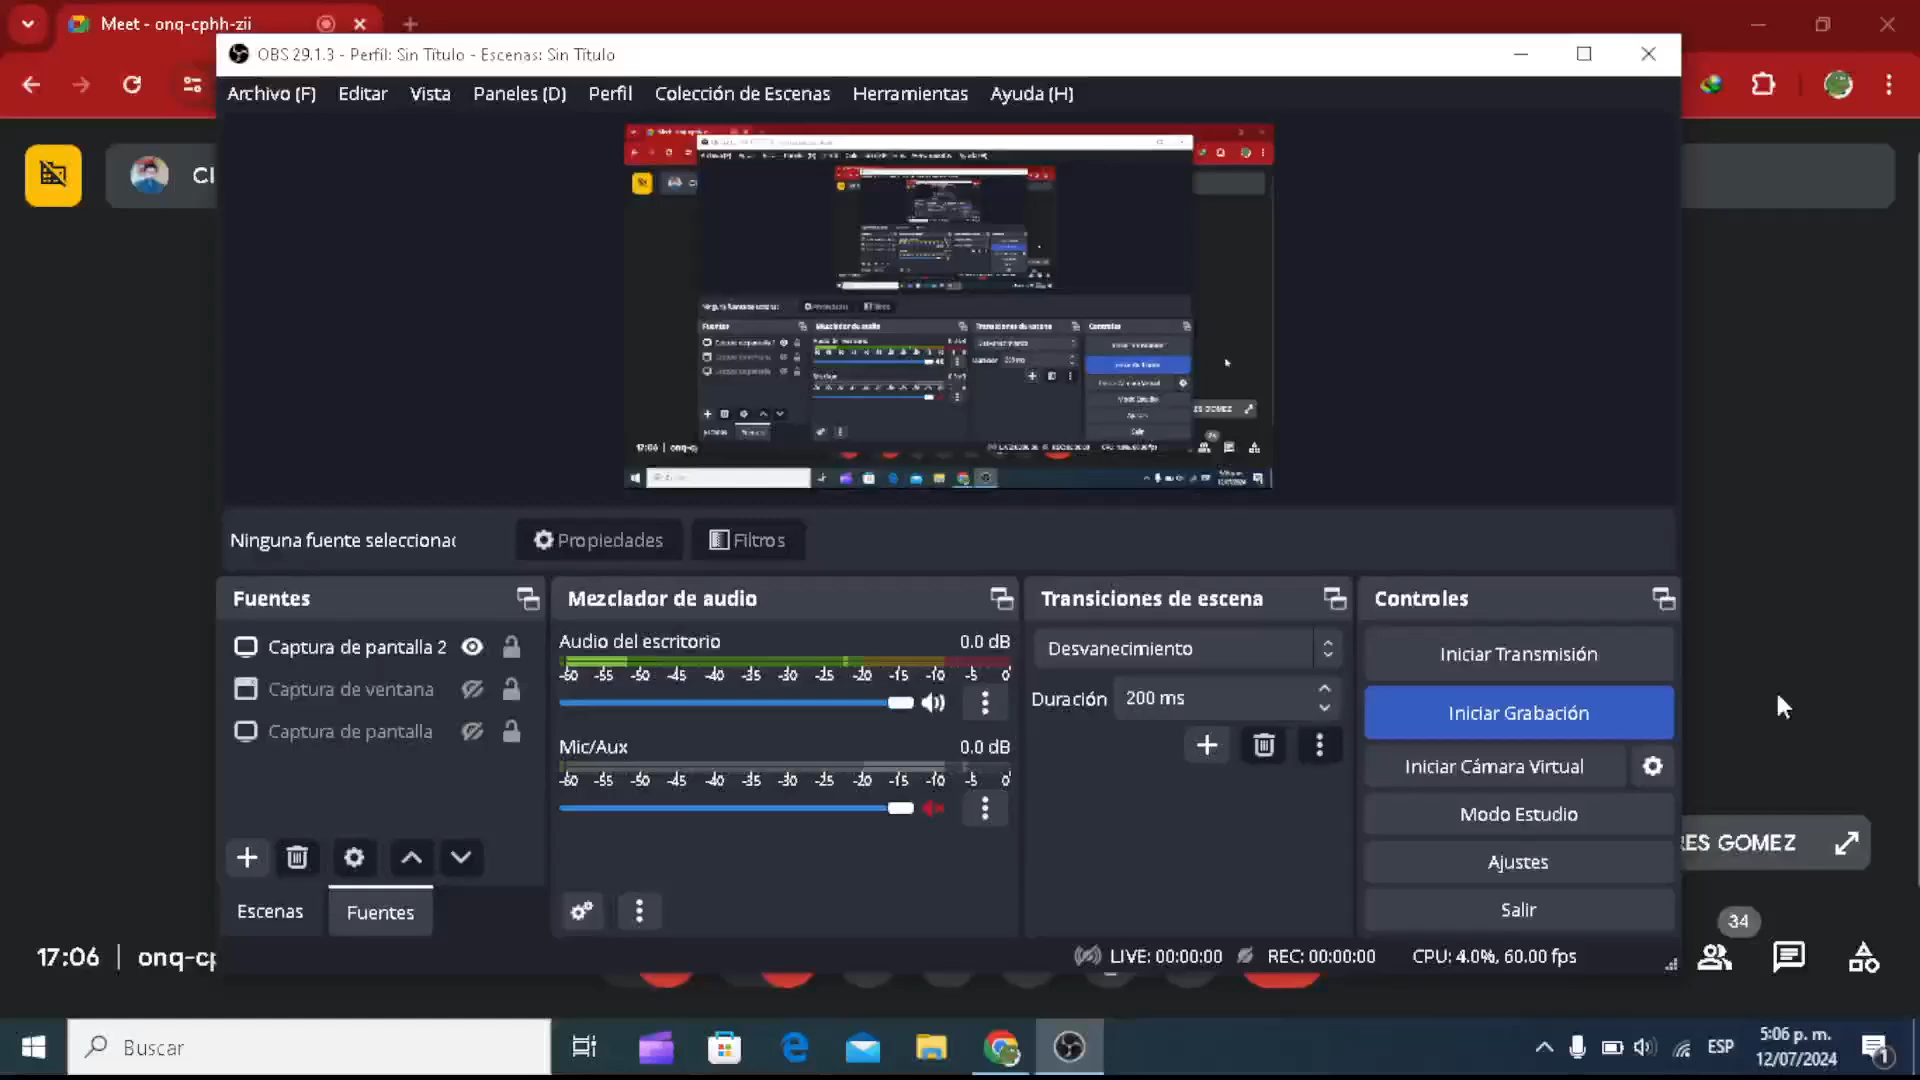 Meet - onq-cphh-zii
OBS 29.1.3 - Perfil: Sin Título - Escenas: Sin Título
Archivo (F) Editar Vista Paneles (D) Perfil Colección de Escenas Herramientas Ayuda (H)
Cl
Ninguna fuente seleccionac
Propiedades Filtros
Fuentes
Captura de pantalla 2
Captura de ventana
Captura de pantalla
Escenas Fuentes
Mezclador de audio
Audio del escritorio 0.0 dB
-60 -55 -50 -45 -40 -35 -30 -25 -20 -15 -10 -5 0
Mic/Aux 0.0 dB
-60 -55 -50 -45 -40 -35 -30 -25 -20 -15 -10 -5 0
Transiciones de escena
Desvanecimiento
Duración 200 ms
Controles
Iniciar Transmisión
Iniciar Grabación
Iniciar Cámara Virtual
Modo Estudio
Ajustes
Salir
LIVE: 00:00:00 REC: 00:00:00 CPU: 4.0%, 60.00 fps
RES GOMEZ
34
17:06 | onq-cp
Buscar
ESP
5:06 p. m.
12/07/2024
1